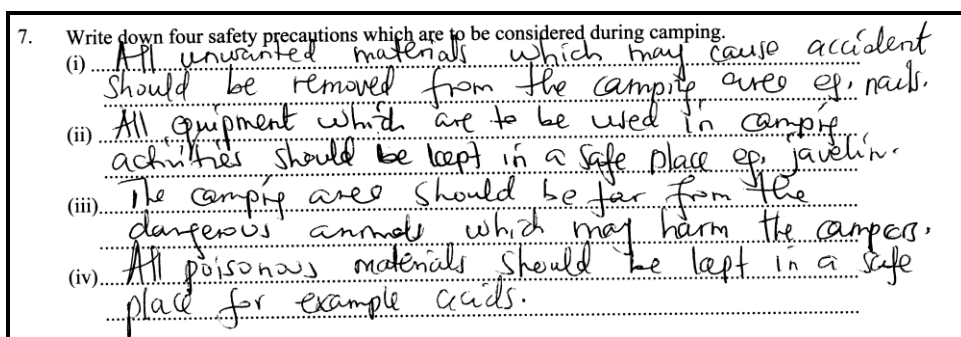 7. Write down four safety precautions which are to be considered during camping.
(i) All unwanted materials which may cause accident
should be removed from the camping area eg. nails.
(ii) All equipment which are to be used in camping
activities should be kept in a safe place eg. javelin.
(iii) The camping area should be far from the
dangerous animals which may harm the campers.
(iv) All poisonous materials should be kept in a safe
place for example acids.